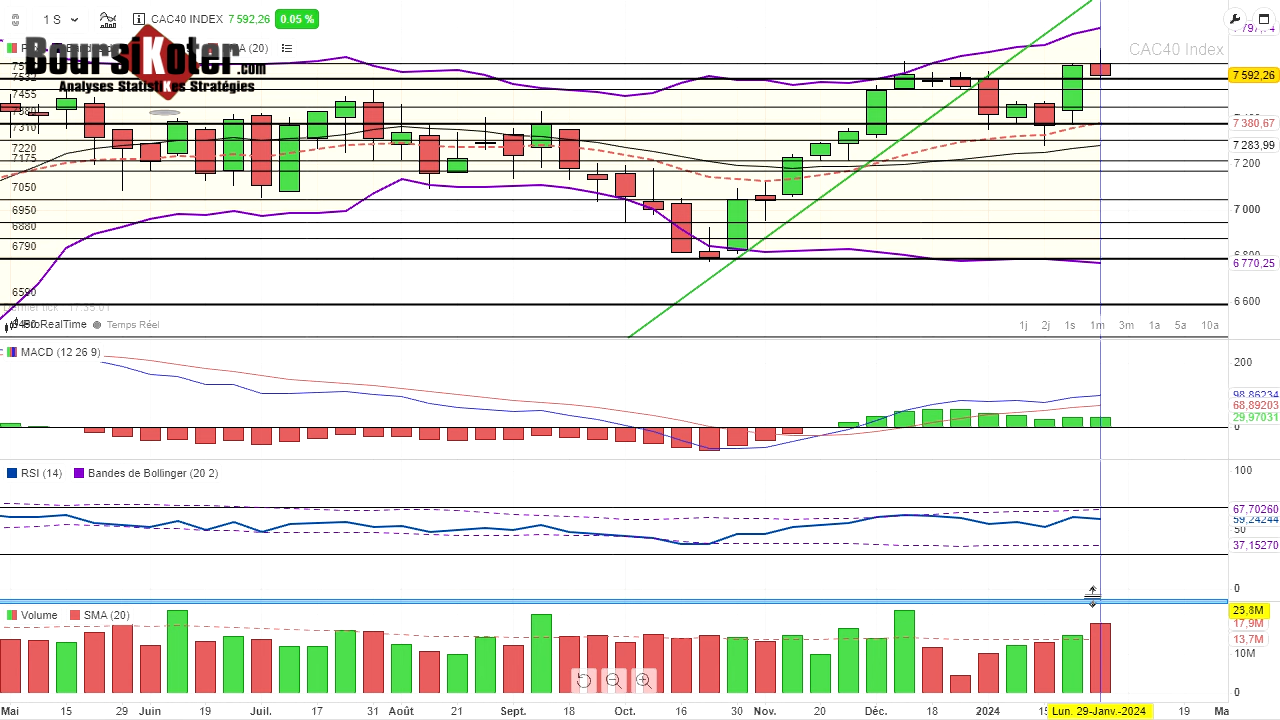 1 S
CAC40 INDEX 7 592,26 0.05 %
BoursiKoter.com
Analyses StatistiKes Stratégies
(20)
CAC40 Index
7 592,26
7455
7310
7220
7175
7050
6950
6880
6790
6590
7 380,67
7 283,99
7 200
7 000
6 770,25
6 600
ProRealTime
Temps Réel
1j 2j 1s 1m 3m 1a 5a 10a
MACD (12 26 9)
200
98,86234
68,89203
29,97031
0
RSI (14) Bandes de Bollinger (20 2)
100
67,70260
59,24244
50
37,15270
0
Volume SMA (20)
23,8M
17,9M
13,7M
10M
0
Mai 15 29 Juin 19 Juil. 17 31 Août 21 Sept. 18 Oct. 16 30 Nov. 20 Déc. 18 2024 Lun. 29-Janv.-2024 19